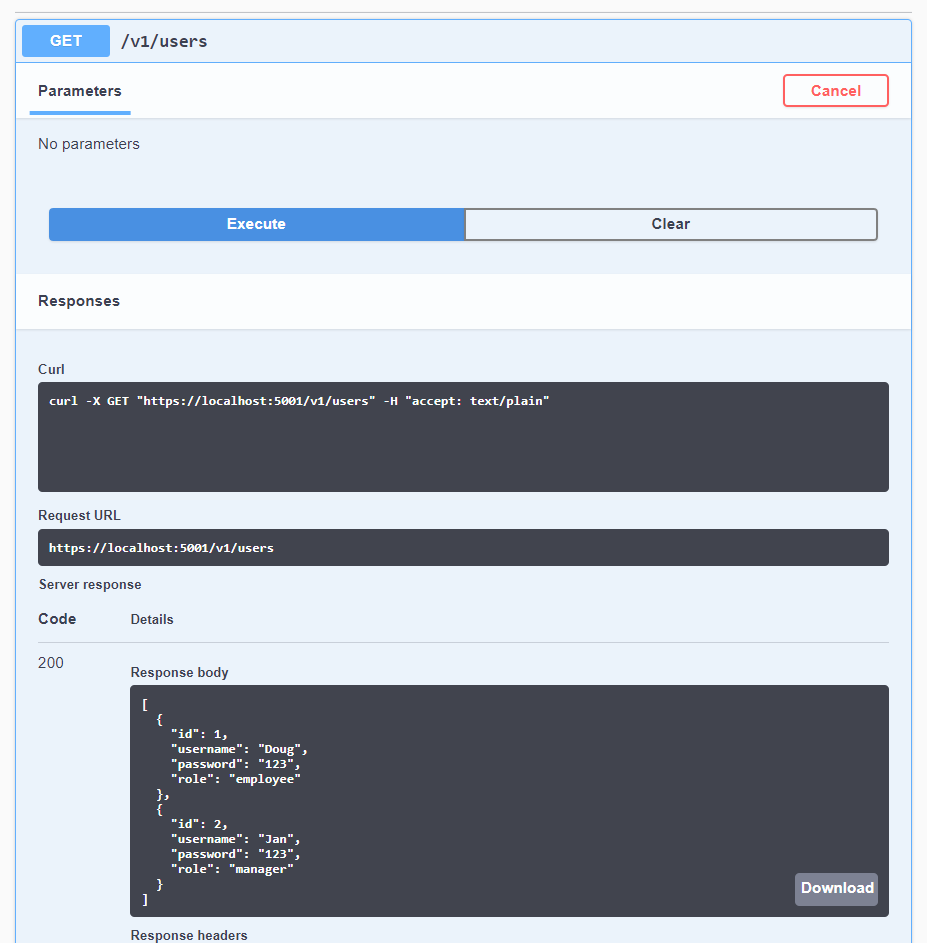 GET /v1/users
Parameters Cancel
No parameters
Execute Clear
Responses
Curl
curl -X GET "https://localhost:5001/v1/users" -H "accept: text/plain"
Request URL
https://localhost:5001/v1/users
Server response
Code Details
200
Response body
[
  {
    "id": 1,
    "username": "Doug",
    "password": "123",
    "role": "employee"
  },
  {
    "id": 2,
    "username": "Jan",
    "password": "123",
    "role": "manager"
  }
]
Download
Response headers